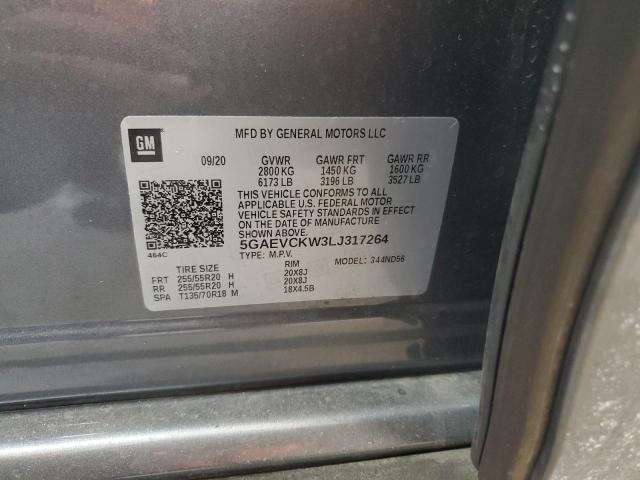 GM
MFD BY GENERAL MOTORS LLC
09/20 GVWR GAWR FRT GAWR RR
2800 KG 1450 KG 1600 KG
6173 LB 3196 LB 3527 LB
THIS VEHICLE CONFORMS TO ALL
APPLICABLE U.S. FEDERAL MOTOR
VEHICLE SAFETY STANDARDS IN EFFECT
ON THE DATE OF MANUFACTURE
SHOWN ABOVE.
5GAEVCKW3LJ317264
464C
TYPE: M.P.V. MODEL: 344ND56
TIRE SIZE RIM
FRT 255/55R20 H 20X8J
RR 255/55R20 H 20X8J
SPA T135/70R18 M 18X4.5B